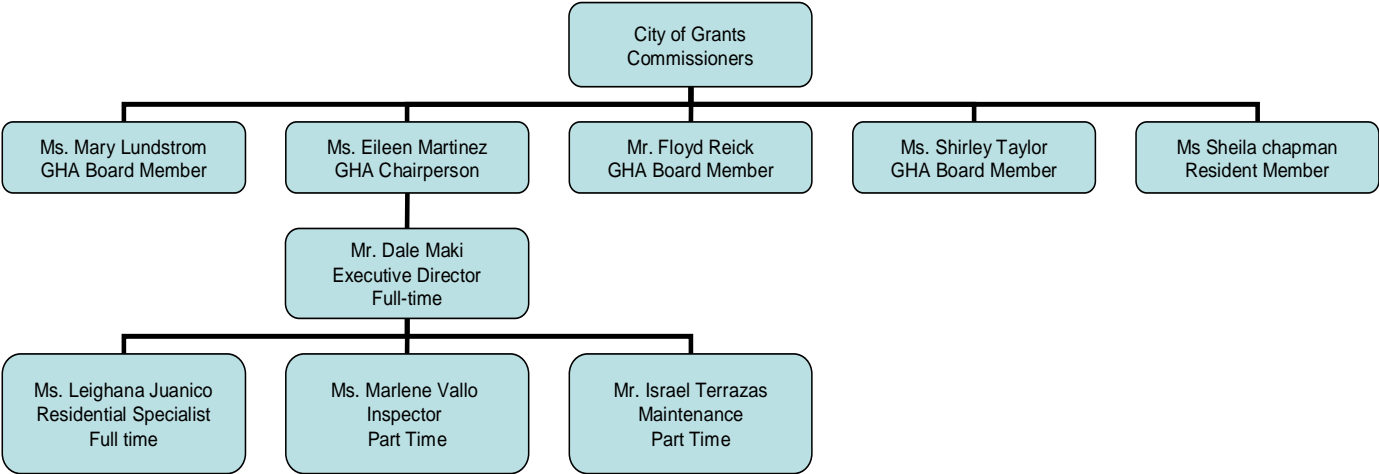 City of Grants
Commissioners
Ms. Mary Lundstrom
GHA Board Member
Ms. Eileen Martinez
GHA Chairperson
Mr. Floyd Reick
GHA Board Member
Ms. Shirley Taylor
GHA Board Member
Ms Sheila chapman
Resident Member
Mr. Dale Maki
Executive Director
Full-time
Ms. Leighana Juanico
Residential Specialist
Full time
Ms. Marlene Vallo
Inspector
Part Time
Mr. Israel Terrazas
Maintenance
Part Time